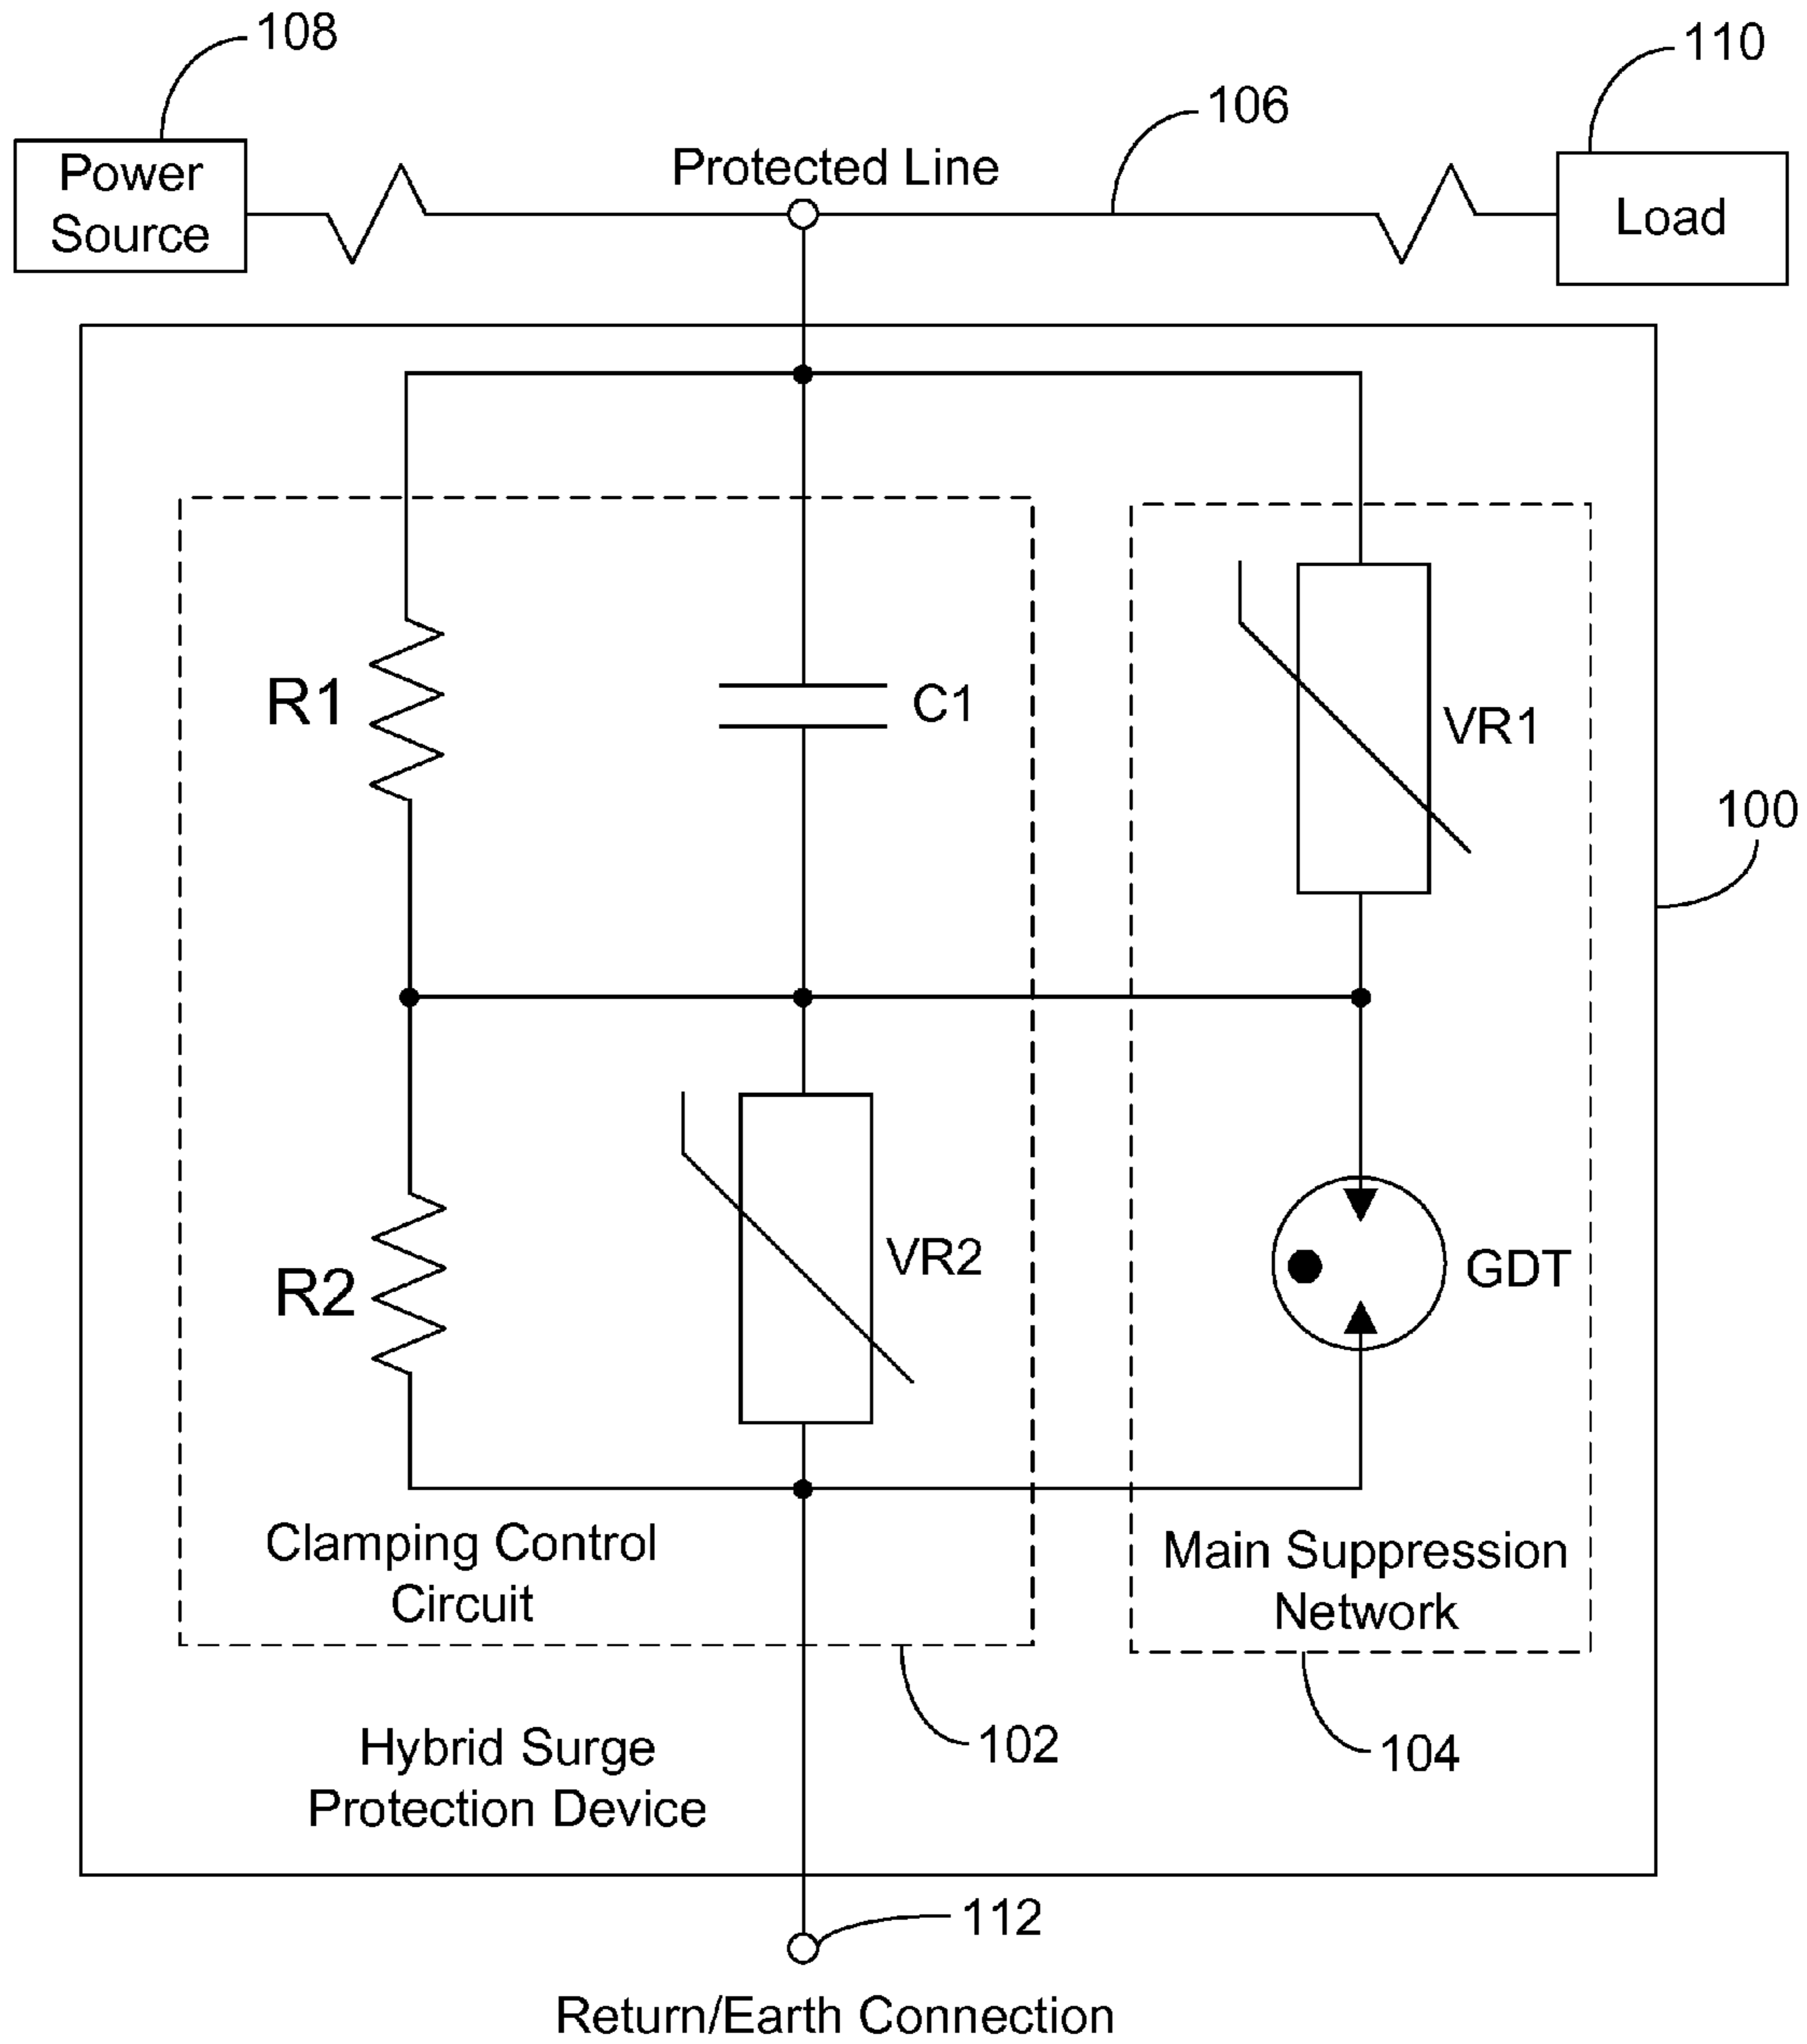 108
110
106
Power
Source
Protected Line
Load
R1
C1
VR1
100
R2
VR2
GDT
Clamping Control
Circuit
Main Suppression
Network
102
104
Hybrid Surge
Protection Device
112
Return/Earth Connection